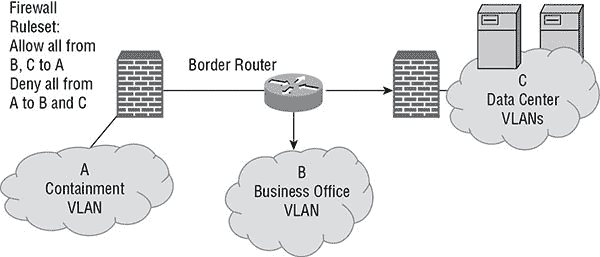 Firewall
Ruleset:
Allow all from
B, C to A
Deny all from
A to B and C
Border Router
A
Containment
VLAN
B
Business Office
VLAN
C
Data Center
VLANs